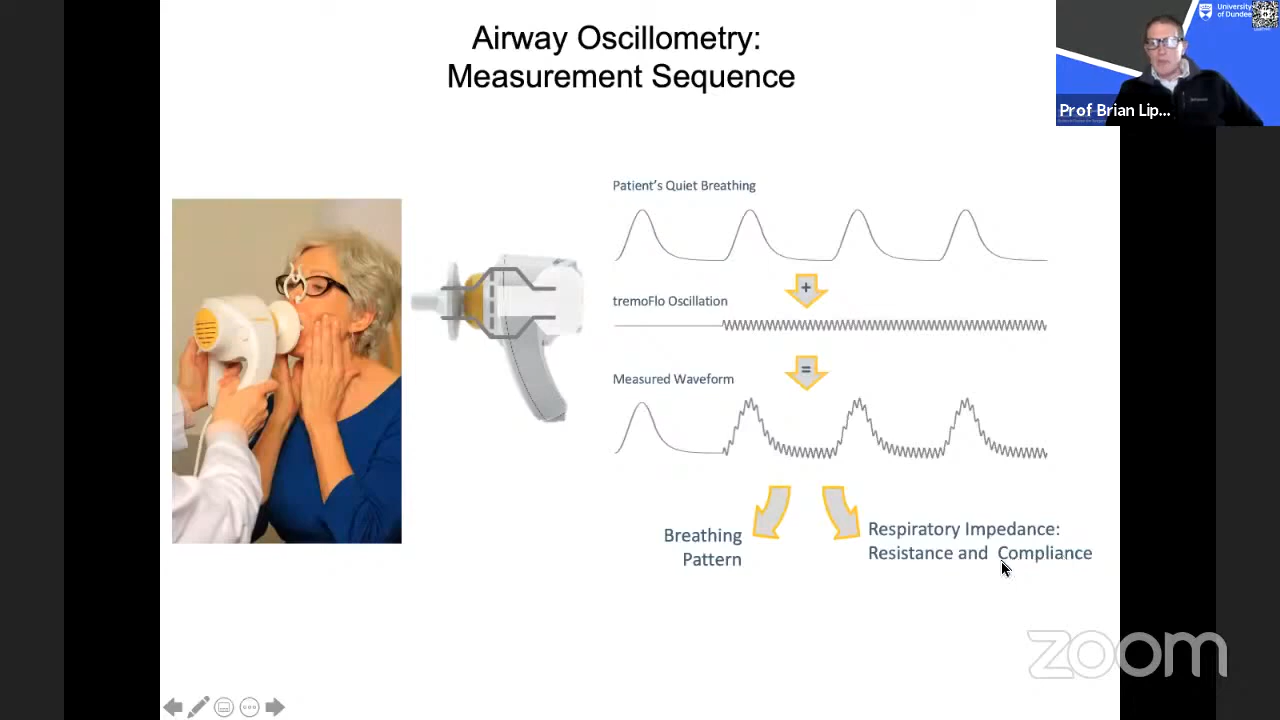 Airway Oscillometry:
Measurement Sequence
University
of Dundee
Prof Brian Lip...
Patient's Quiet Breathing
+
tremoFlo Oscillation
=
Measured Waveform
Breathing
Pattern
Respiratory Impedance:
Resistance and Compliance
zoom